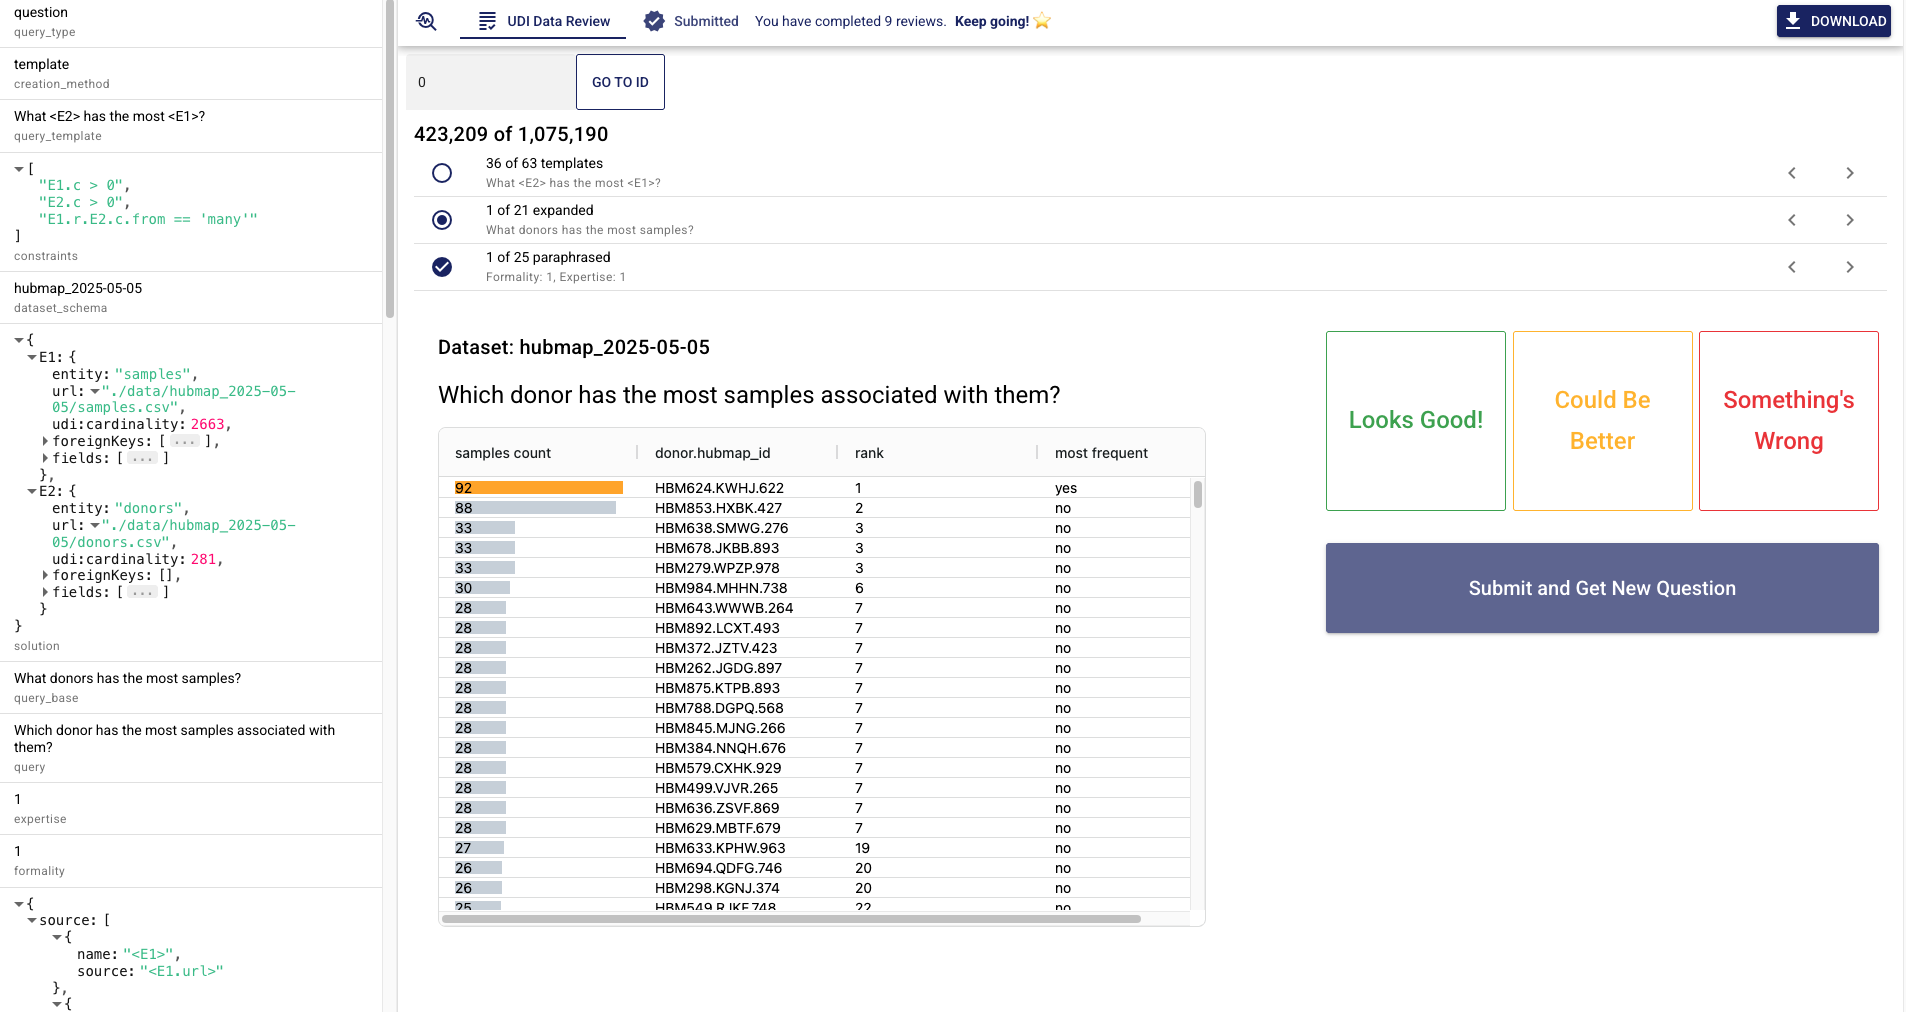 question
query_type
template
creation_method
What <E2> has the most <E1>?
query_template
[
"E1.c > 0",
"E2.c > 0",
"E1.r.E2.c.from == 'many'"
]
constraints
hubmap_2025-05-05
dataset_schema
{
E1: {
entity: "samples",
url: "./data/hubmap_2025-05-
05/samples.csv",
udi:cardinality: 2663,
foreignKeys: [ ... ],
fields: [ ... ]
},
E2: {
entity: "donors",
url: "./data/hubmap_2025-05-
05/donors.csv",
udi:cardinality: 281,
foreignKeys: [],
fields: [ ... ]
}
}
solution
What donors has the most samples?
query_base
Which donor has the most samples associated with
them?
query
1
expertise
1
formality
{
source: [
{
name: "<E1>",
source: "<E1.url>"
},
{
UDI Data Review Submitted You have completed 9 reviews. Keep going! DOWNLOAD
0 GO TO ID
423,209 of 1,075,190
36 of 63 templates
What <E2> has the most <E1>?
1 of 21 expanded
What donors has the most samples?
1 of 25 paraphrased
Formality: 1, Expertise: 1
Dataset: hubmap_2025-05-05
Which donor has the most samples associated with them?
samples count donor.hubmap_id rank most frequent
92 HBM624.KWHJ.622 1 yes
88 HBM853.HXBK.427 2 no
33 HBM638.SMWG.276 3 no
33 HBM678.JKBB.893 3 no
33 HBM279.WPZP.978 3 no
30 HBM984.MHHN.738 6 no
28 HBM643.WWWB.264 7 no
28 HBM892.LCXT.493 7 no
28 HBM372.JZTV.423 7 no
28 HBM262.JGDG.897 7 no
28 HBM875.KTPB.893 7 no
28 HBM788.DGPQ.568 7 no
28 HBM845.MJNG.266 7 no
28 HBM384.NNQH.676 7 no
28 HBM579.CXHK.929 7 no
28 HBM499.VJVR.265 7 no
28 HBM636.ZSVF.869 7 no
28 HBM629.MBTF.679 7 no
27 HBM633.KPHW.963 19 no
26 HBM694.QDFG.746 20 no
26 HBM298.KGNJ.374 20 no
25 HBM549.RJKF.748 22 no
Looks Good!
Could Be
Better
Something's
Wrong
Submit and Get New Question